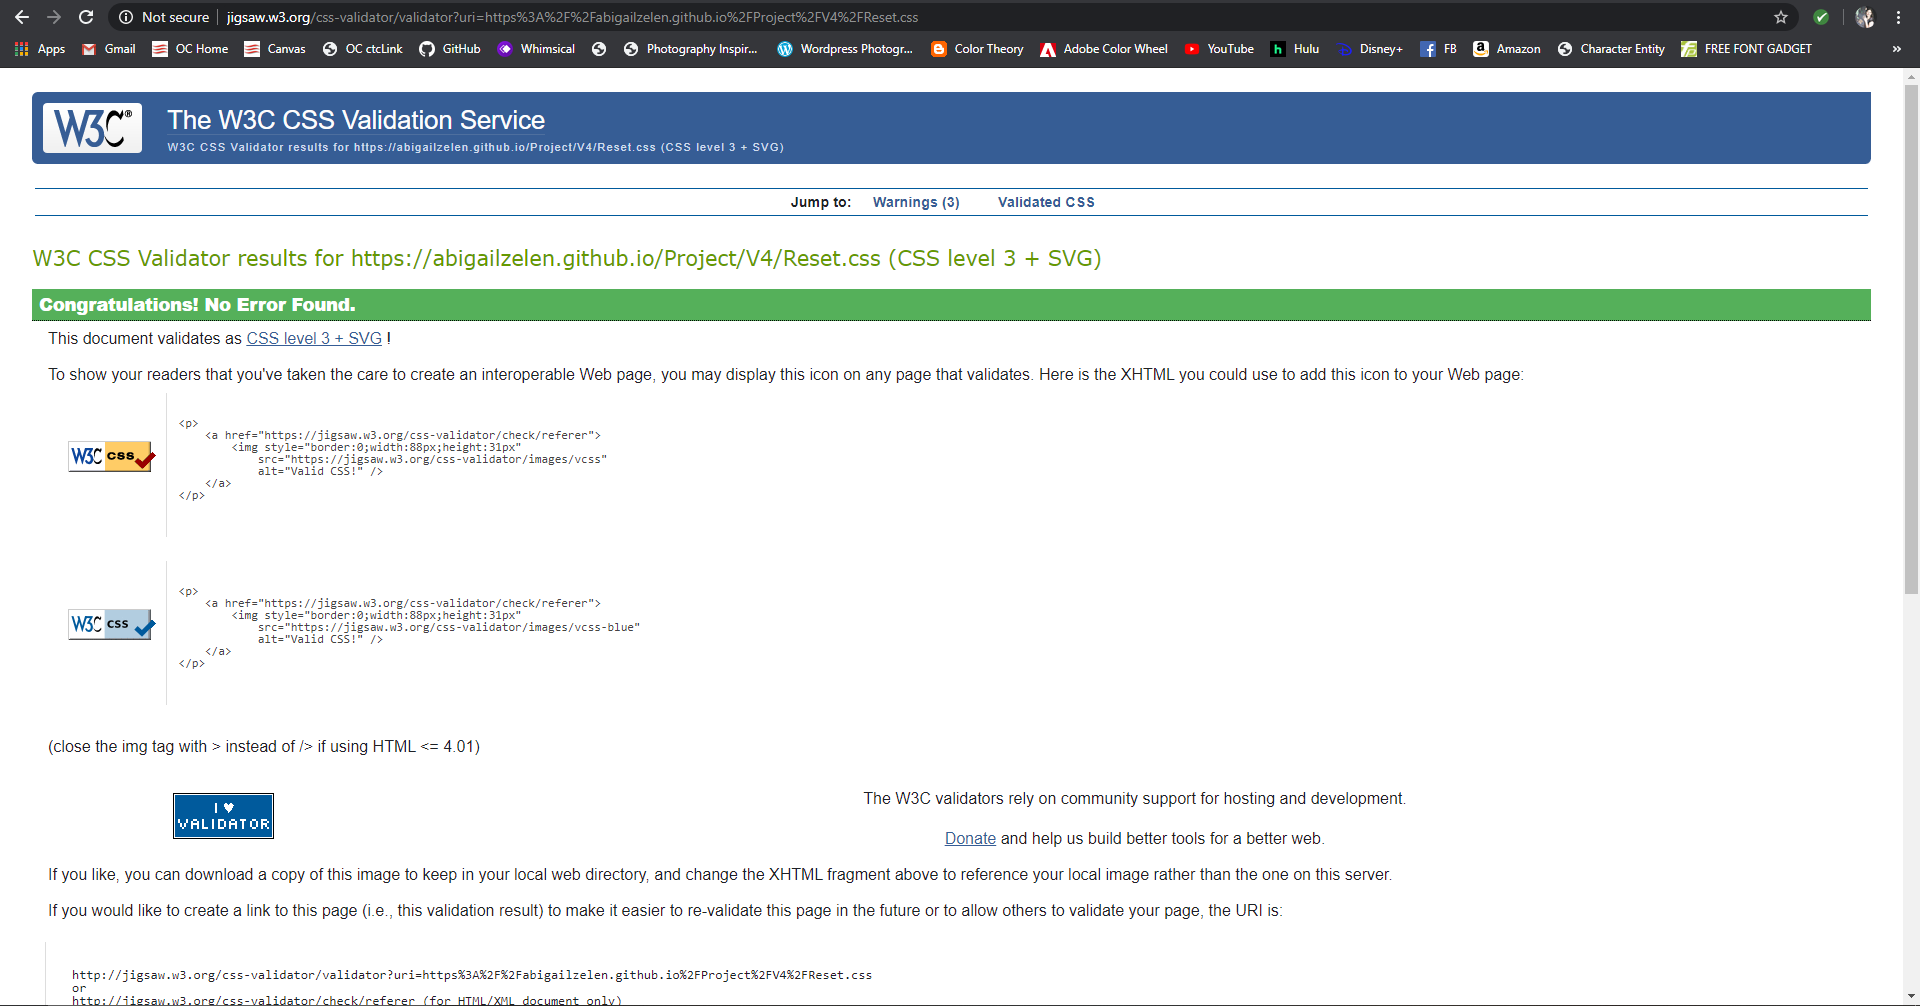 Not secure | jigsaw.w3.org/css-validator/validator?uri=https%3A%2F%2Fabigailzelen.github.io%2FProject%2FV4%2FReset.css
Apps Gmail OC Home Canvas OC ctcLink GitHub Whimsical Photography Inspir... Wordpress Photogr... Color Theory Adobe Color Wheel YouTube Hulu Disney+ FB Amazon Character Entity FREE FONT GADGET »
W3C® The W3C CSS Validation Service
W3C CSS Validator results for https://abigailzelen.github.io/Project/V4/Reset.css (CSS level 3 + SVG)
Jump to: Warnings (3) Validated CSS
W3C CSS Validator results for https://abigailzelen.github.io/Project/V4/Reset.css (CSS level 3 + SVG)
Congratulations! No Error Found.
This document validates as CSS level 3 + SVG !
To show your readers that you've taken the care to create an interoperable Web page, you may display this icon on any page that validates. Here is the XHTML you could use to add this icon to your Web page:
W3C css
<p>
<a href="https://jigsaw.w3.org/css-validator/check/referer">
<img style="border:0;width:88px;height:31px"
src="https://jigsaw.w3.org/css-validator/images/vcss"
alt="Valid CSS!" />
</a>
</p>
W3C css
<p>
<a href="https://jigsaw.w3.org/css-validator/check/referer">
<img style="border:0;width:88px;height:31px"
src="https://jigsaw.w3.org/css-validator/images/vcss-blue"
alt="Valid CSS!" />
</a>
</p>
(close the img tag with > instead of /> if using HTML <= 4.01)
I ♥
VALIDATOR
The W3C validators rely on community support for hosting and development.
Donate and help us build better tools for a better web.
If you like, you can download a copy of this image to keep in your local web directory, and change the XHTML fragment above to reference your local image rather than the one on this server.
If you would like to create a link to this page (i.e., this validation result) to make it easier to re-validate this page in the future or to allow others to validate your page, the URI is:
http://jigsaw.w3.org/css-validator/validator?uri=https%3A%2F%2Fabigailzelen.github.io%2FProject%2FV4%2FReset.css
or
http://jigsaw.w3.org/css-validator/check/referer (for HTML/XML document only)